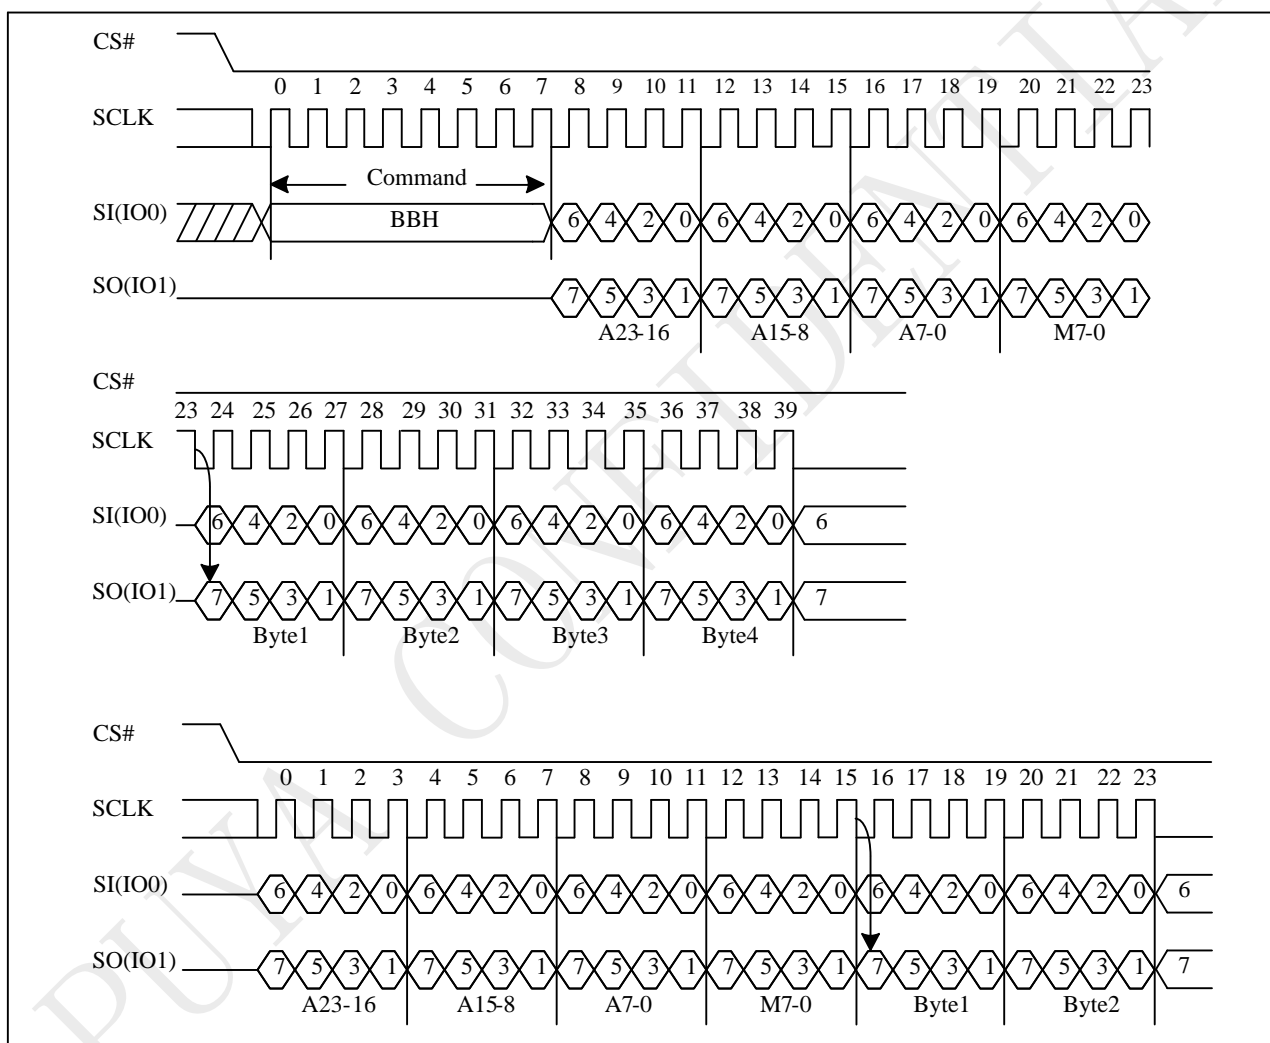 CS#
0 1 2 3 4 5 6 7 8 9 10 11 12 13 14 15 16 17 18 19 20 21 22 23
SCLK
Command
SI(IO0) BBH 6 4 2 0 6 4 2 0 6 4 2 0 6 4 2 0
SO(IO1) 7 5 3 1 7 5 3 1 7 5 3 1 7 5 3 1
A23-16 A15-8 A7-0 M7-0
CS#
23 24 25 26 27 28 29 30 31 32 33 34 35 36 37 38 39
SCLK
SI(IO0) 6 4 2 0 6 4 2 0 6 4 2 0 6 4 2 0 6
SO(IO1) 7 5 3 1 7 5 3 1 7 5 3 1 7 5 3 1 7
Byte1 Byte2 Byte3 Byte4
CS#
0 1 2 3 4 5 6 7 8 9 10 11 12 13 14 15 16 17 18 19 20 21 22 23
SCLK
SI(IO0) 6 4 2 0 6 4 2 0 6 4 2 0 6 4 2 0 6 4 2 0 6 4 2 0 6
SO(IO1) 7 5 3 1 7 5 3 1 7 5 3 1 7 5 3 1 7 5 3 1 7 5 3 1 7
A23-16 A15-8 A7-0 M7-0 Byte1 Byte2
PUYA CONFIDENTIA